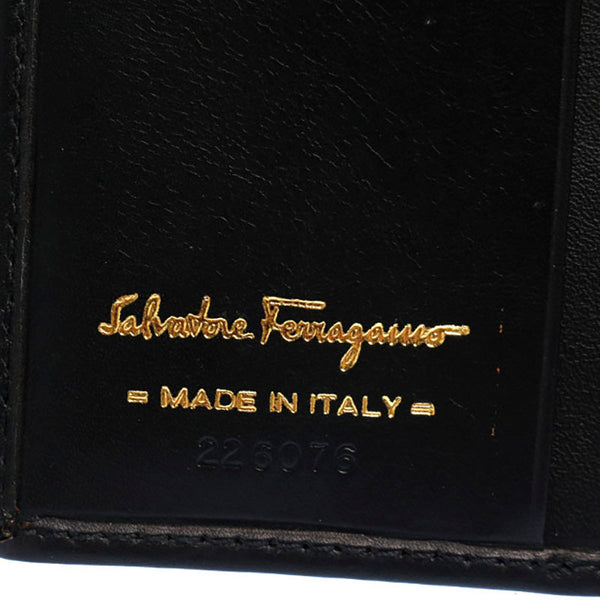 Salvatore Ferragamo
= MADE IN ITALY =
226076